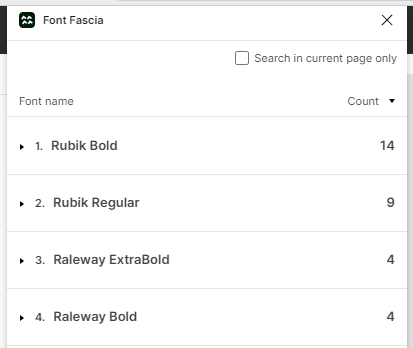 Font Fascia
Search in current page only
Font name Count
1. Rubik Bold 14
2. Rubik Regular 9
3. Raleway ExtraBold 4
4. Raleway Bold 4